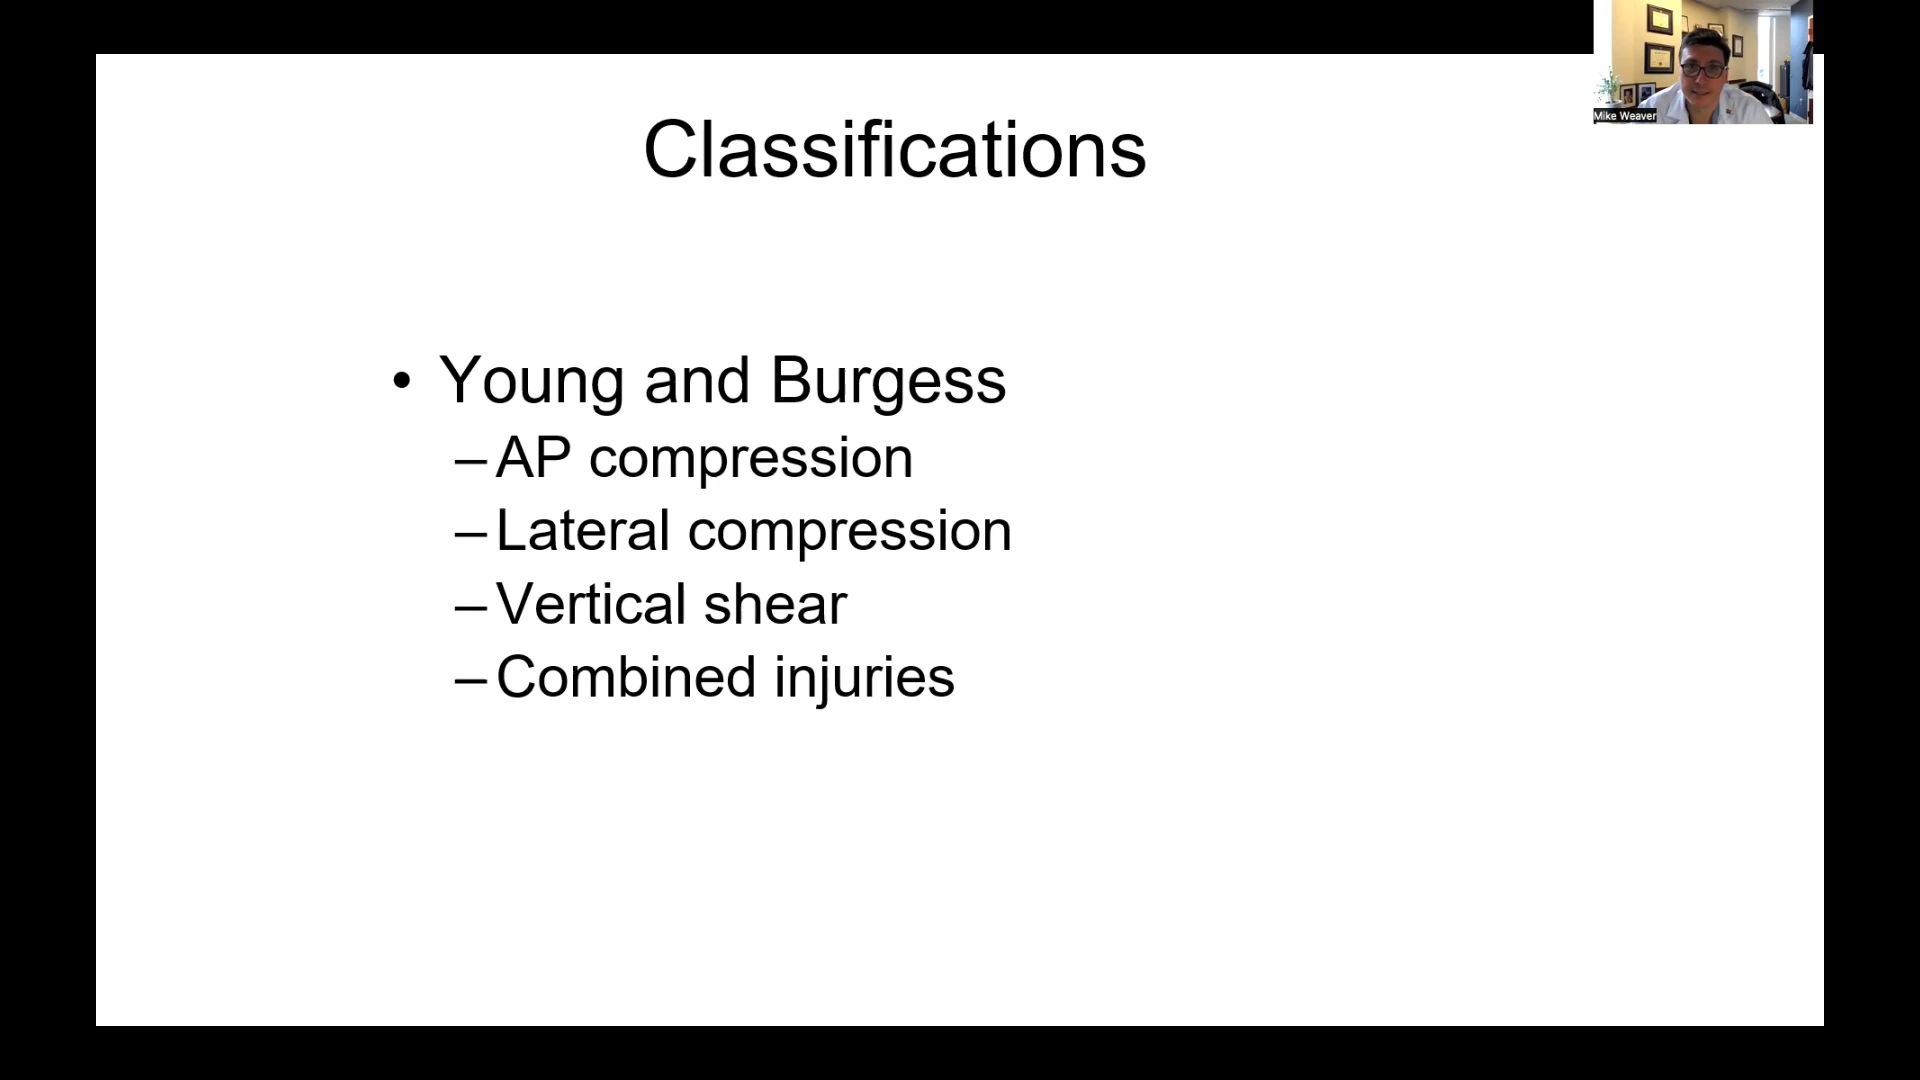 Mike Weaver
Classifications
• Young and Burgess
– AP compression
– Lateral compression
– Vertical shear
– Combined injuries